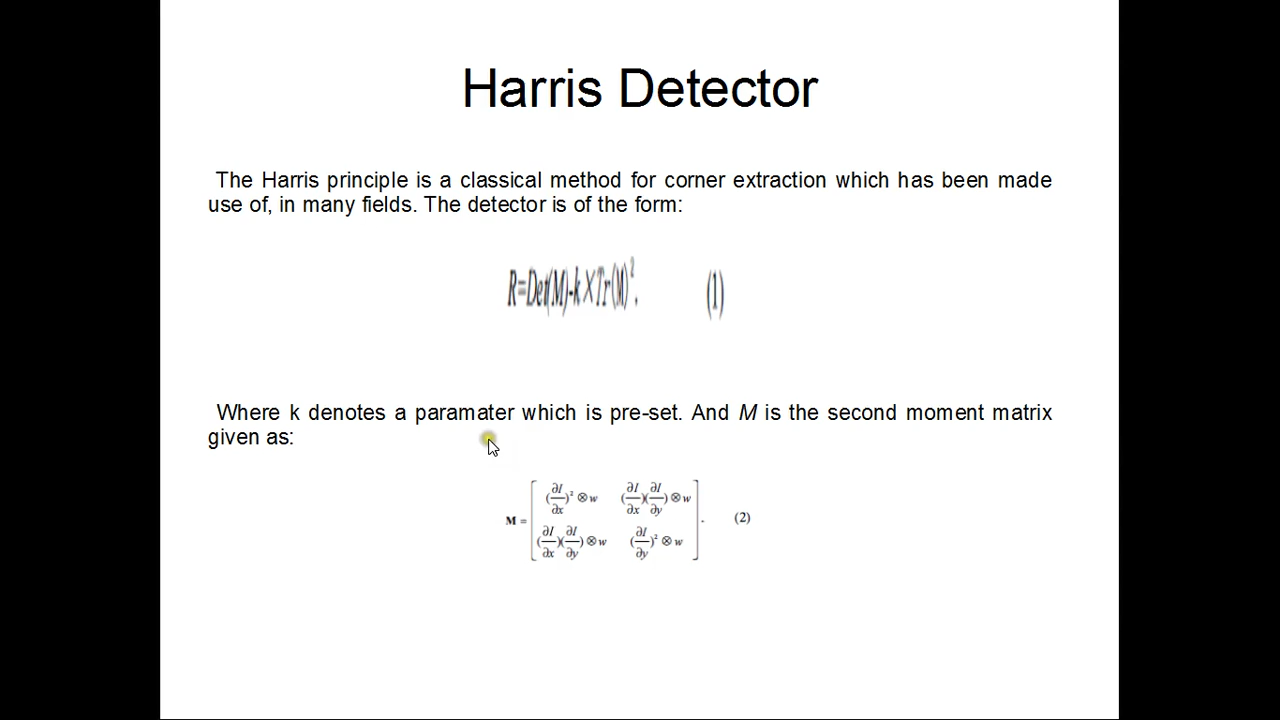 Harris Detector
The Harris principle is a classical method for corner extraction which has been made
use of, in many fields. The detector is of the form:
R=Det(M)-k×Tr(M)². (1)
Where k denotes a paramater which is pre-set. And M is the second moment matrix
given as:
M = [ (∂I/∂x)² ⊗ w (∂I/∂x)(∂I/∂y) ⊗ w
(∂I/∂x)(∂I/∂y) ⊗ w (∂I/∂y)² ⊗ w ]. (2)